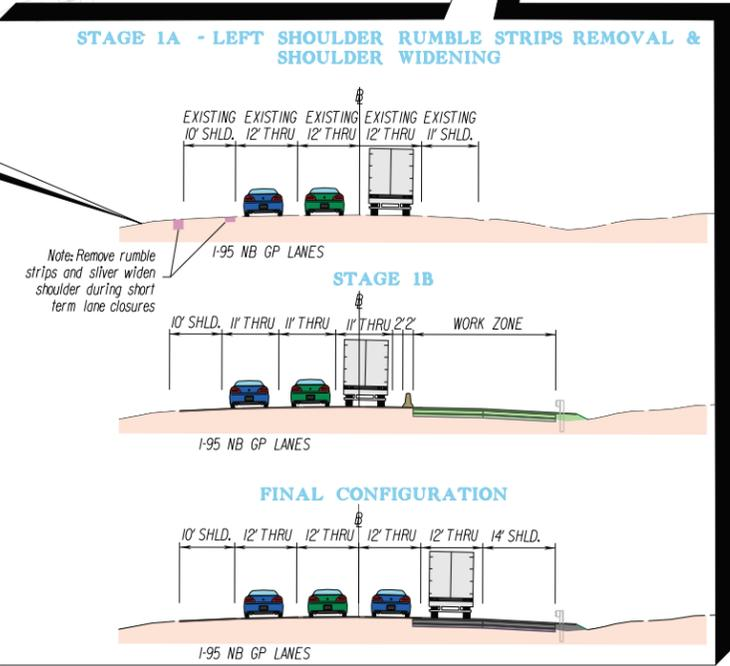 STAGE 1A - LEFT SHOULDER RUMBLE STRIPS REMOVAL &
SHOULDER WIDENING
EXISTING EXISTING EXISTING EXISTING EXISTING
10' SHLD. 12' THRU 12' THRU 12' THRU 11' SHLD.
Note: Remove rumble
strips and sliver widen
shoulder during short
term lane closures
I-95 NB GP LANES
STAGE 1B
10' SHLD. 11' THRU 11' THRU 11' THRU 2' 2' WORK ZONE
I-95 NB GP LANES
FINAL CONFIGURATION
10' SHLD. 12' THRU 12' THRU 12' THRU 12' THRU 14' SHLD.
I-95 NB GP LANES